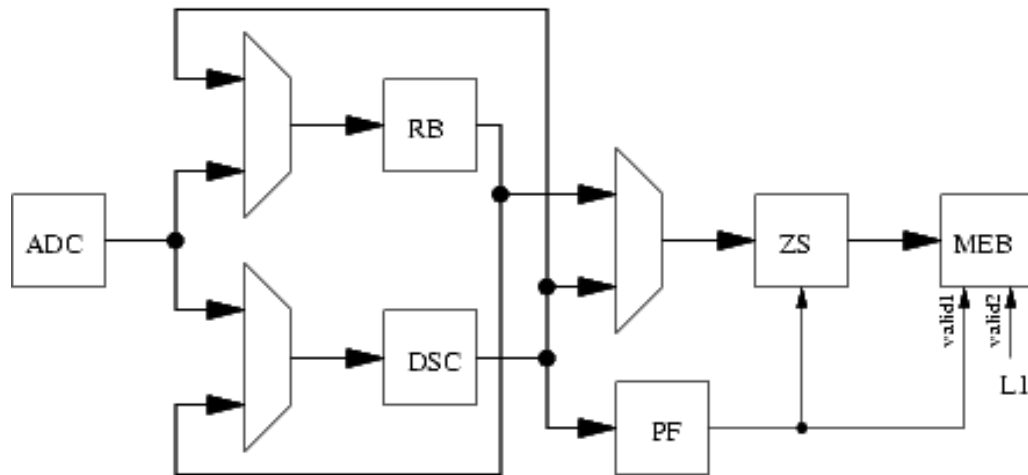 RB
ADC
ZS
MEB
valid1
valid2
DSC
L1
PF